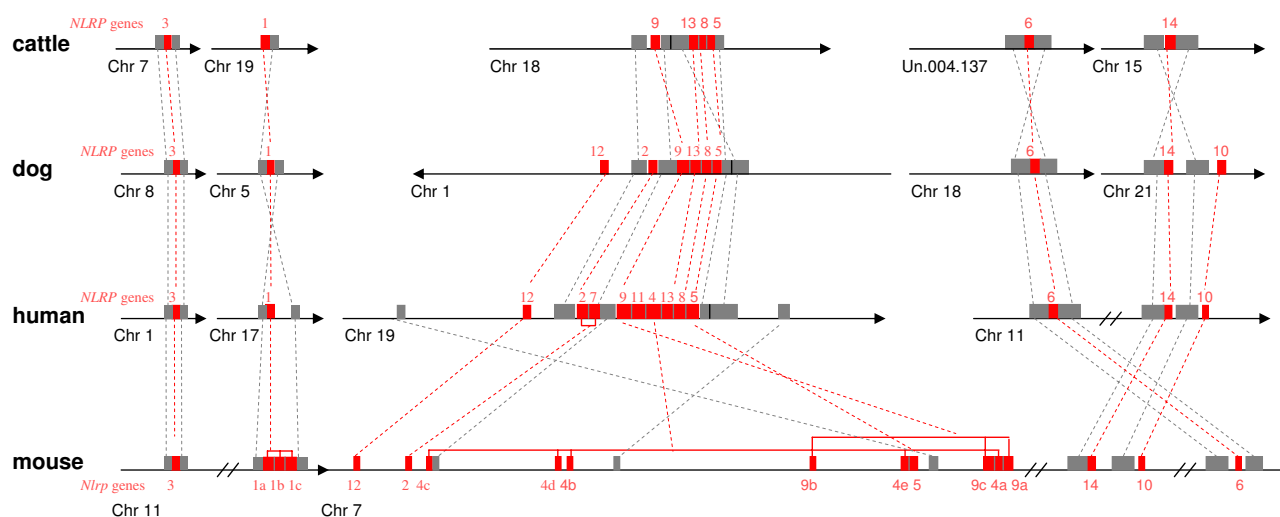 NLRP genes 3 1 9 13 8 5 6 14
cattle
Chr 7 Chr 19 Chr 18 Un.004.137 Chr 15
NLRP genes 3 1 12 2 9 13 8 5 6 14 10
dog
Chr 8 Chr 5 Chr 1 Chr 18 Chr 21
NLRP genes 3 1 12 2 7 9 11 4 13 8 5 6 14 10
human
Chr 1 Chr 17 Chr 19 Chr 11
mouse
Nlrp genes 3 1a 1b 1c 12 2 4c 4d 4b 9b 4e 5 9c 4a 9a 14 10 6
Chr 11 Chr 7